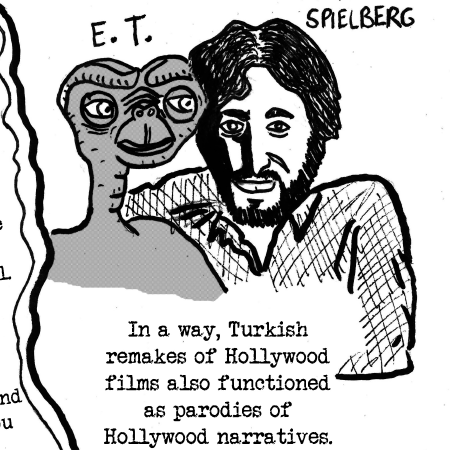 E.T.
SPIELBERG
In a way, Turkish
remakes of Hollywood
films also functioned
as parodies of
Hollywood narratives.